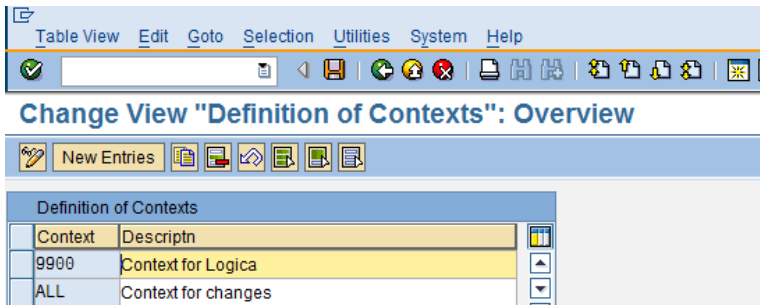 Table View Edit Goto Selection Utilities System Help
Change View "Definition of Contexts": Overview
New Entries
Definition of Contexts
Context Descriptn
9900 Context for Logica
ALL Context for changes